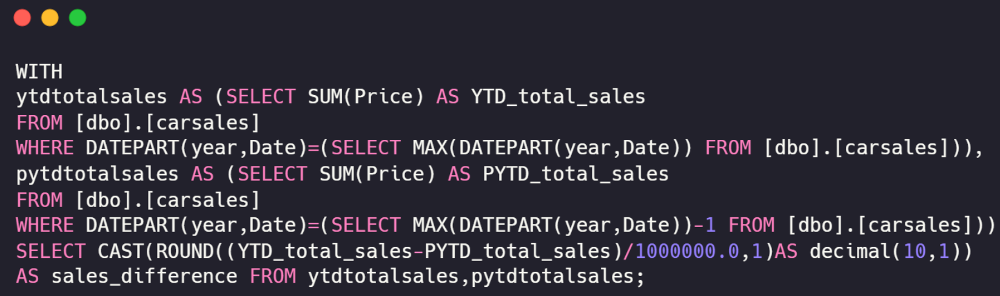 WITH
ytdtotalsales AS (SELECT SUM(Price) AS YTD_total_sales
FROM [dbo].[carsales]
WHERE DATEPART(year,Date)=(SELECT MAX(DATEPART(year,Date)) FROM [dbo].[carsales])),
pytdtotalsales AS (SELECT SUM(Price) AS PYTD_total_sales
FROM [dbo].[carsales]
WHERE DATEPART(year,Date)=(SELECT MAX(DATEPART(year,Date))-1 FROM [dbo].[carsales]))
SELECT CAST(ROUND((YTD_total_sales-PYTD_total_sales)/1000000.0,1)AS decimal(10,1))
AS sales_difference FROM ytdtotalsales,pytdtotalsales;